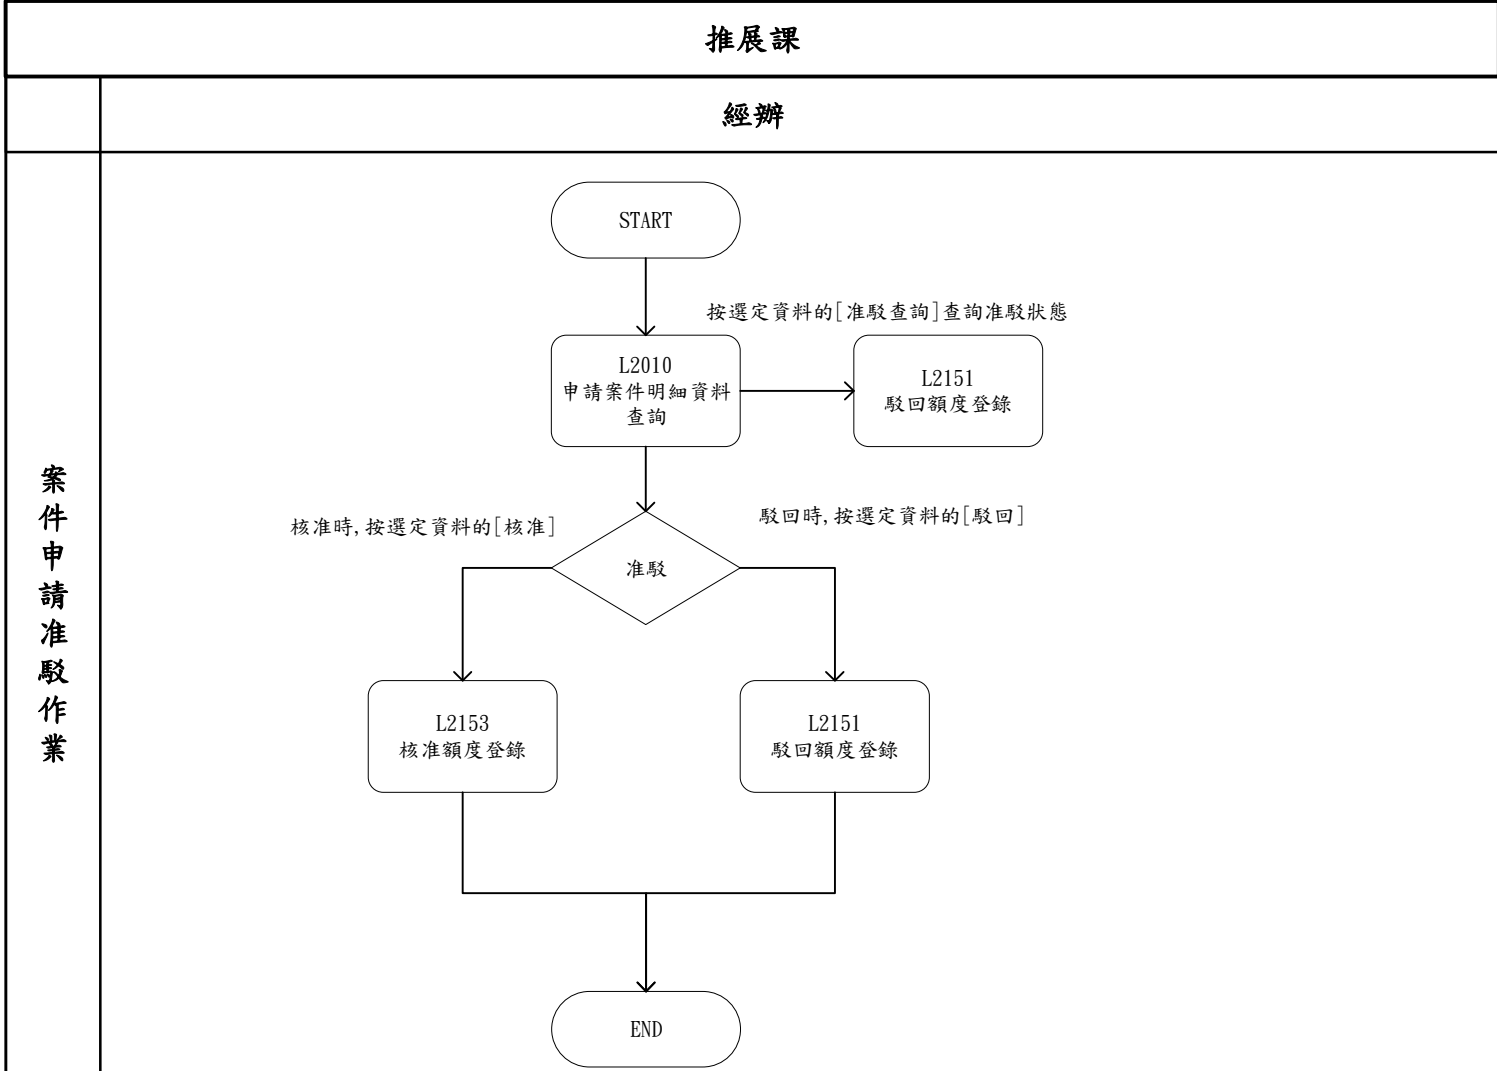 推展課
經辦
案件申請准駁作業
START
按選定資料的[准駁查詢]查詢准駁狀態
L2010
申請案件明細資料
查詢
L2151
駁回額度登錄
核准時,按選定資料的[核准]
駁回時,按選定資料的[駁回]
准駁
L2153
核准額度登錄
L2151
駁回額度登錄
END